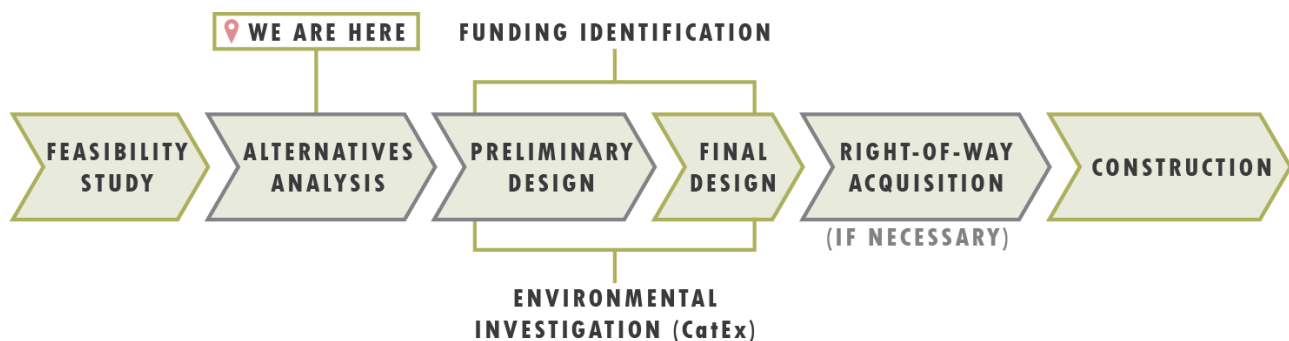 WE ARE HERE
FUNDING IDENTIFICATION
FEASIBILITY
STUDY
ALTERNATIVES
ANALYSIS
PRELIMINARY
DESIGN
FINAL
DESIGN
RIGHT-OF-WAY
ACQUISITION
(IF NECESSARY)
CONSTRUCTION
ENVIRONMENTAL
INVESTIGATION (CatEx)